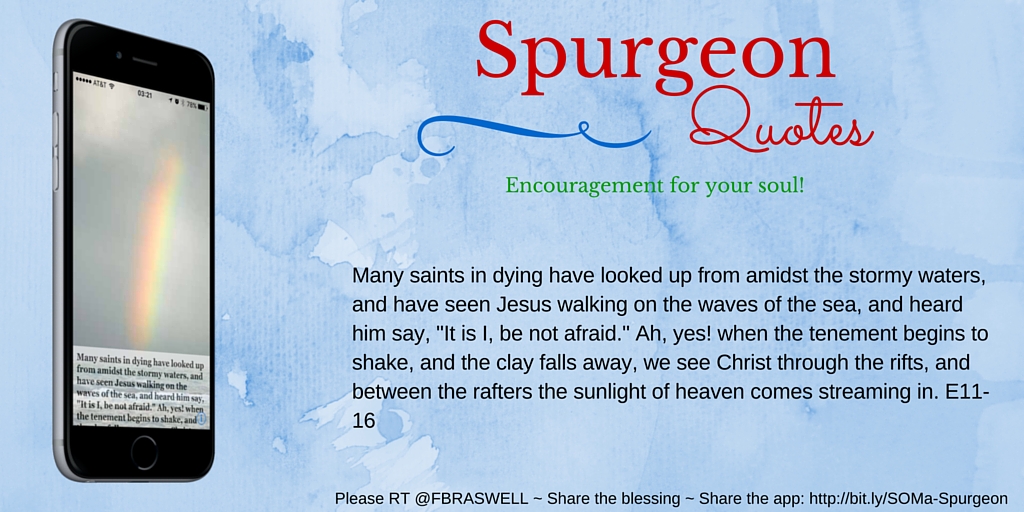 Spurgeon
Quotes
Encouragement for your soul!
●●●●● AT&T
03:21
78%
Many saints in dying have looked up
from amidst the stormy waters, and
have seen Jesus walking on the
waves of the sea, and heard him say,
"It is I, be not afraid." Ah, yes! when
the tenement begins to shake, and
Many saints in dying have looked up from amidst the stormy waters,
and have seen Jesus walking on the waves of the sea, and heard
him say, "It is I, be not afraid." Ah, yes! when the tenement begins to
shake, and the clay falls away, we see Christ through the rifts, and
between the rafters the sunlight of heaven comes streaming in. E11-
16
Please RT @FBRASWELL ~ Share the blessing ~ Share the app: http://bit.ly/SOMa-Spurgeon